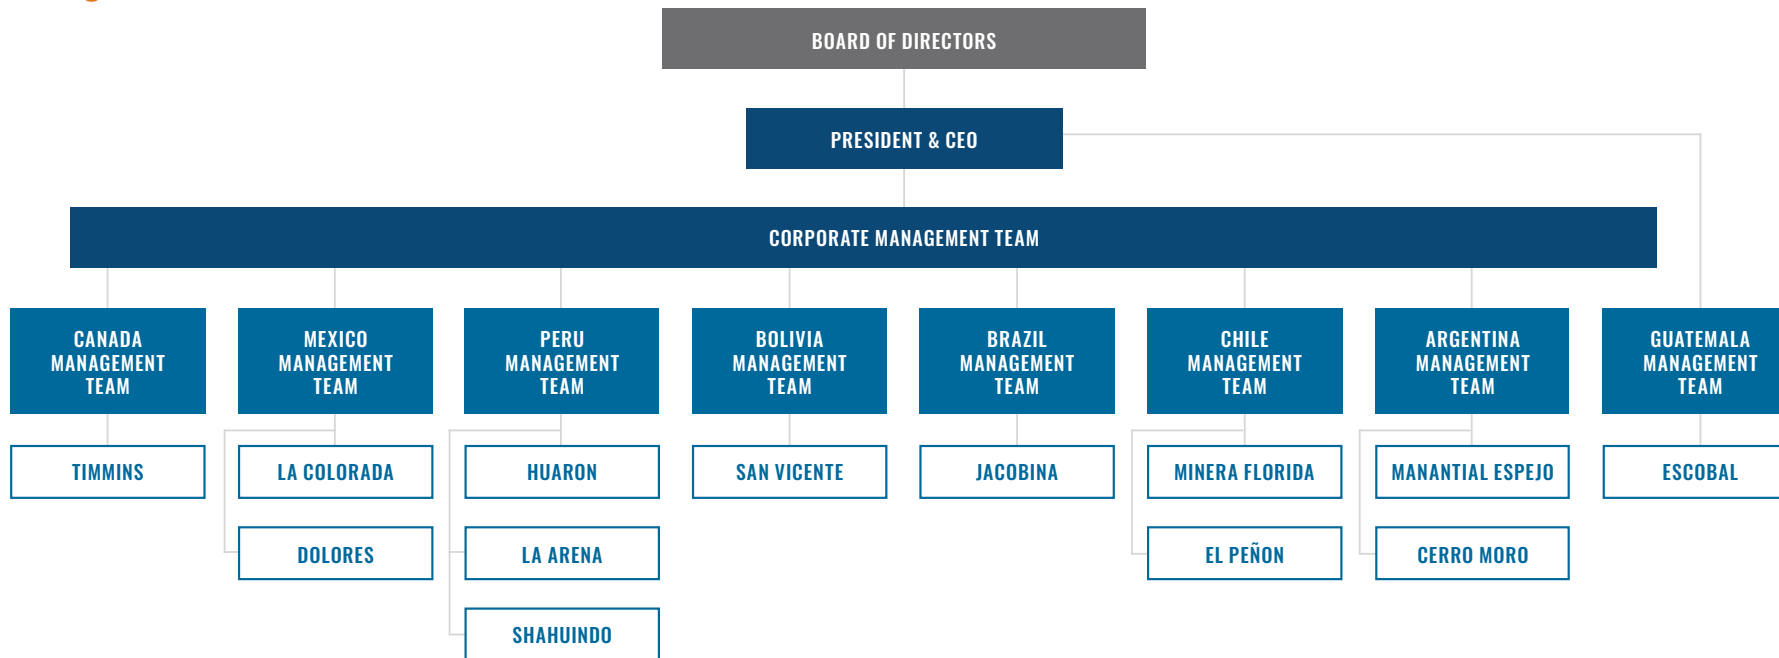 BOARD OF DIRECTORS
PRESIDENT & CEO
CORPORATE MANAGEMENT TEAM
CANADA
MANAGEMENT
TEAM
MEXICO
MANAGEMENT
TEAM
PERU
MANAGEMENT
TEAM
BOLIVIA
MANAGEMENT
TEAM
BRAZIL
MANAGEMENT
TEAM
CHILE
MANAGEMENT
TEAM
ARGENTINA
MANAGEMENT
TEAM
GUATEMALA
MANAGEMENT
TEAM
TIMMINS
LA COLORADA
HUARON
SAN VICENTE
JACOBINA
MINERA FLORIDA
MANANTIAL ESPEJO
ESCOBAL
DOLORES
LA ARENA
EL PEÑON
CERRO MORO
SHAHUINDO